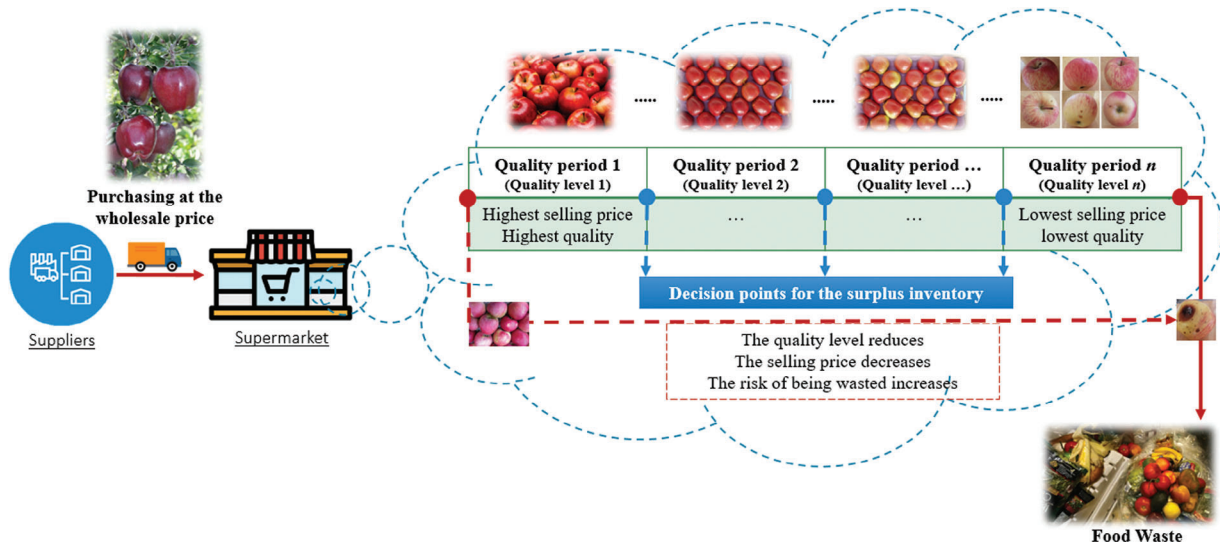 Purchasing at the
wholesale price
Suppliers
Supermarket
.....
.....
.....
Quality period 1
(Quality level 1)
Quality period 2
(Quality level 2)
Quality period …
(Quality level …)
Quality period n
(Quality level n)
Highest selling price
Highest quality
…
…
Lowest selling price
lowest quality
Decision points for the surplus inventory
The quality level reduces
The selling price decreases
The risk of being wasted increases
Food Waste